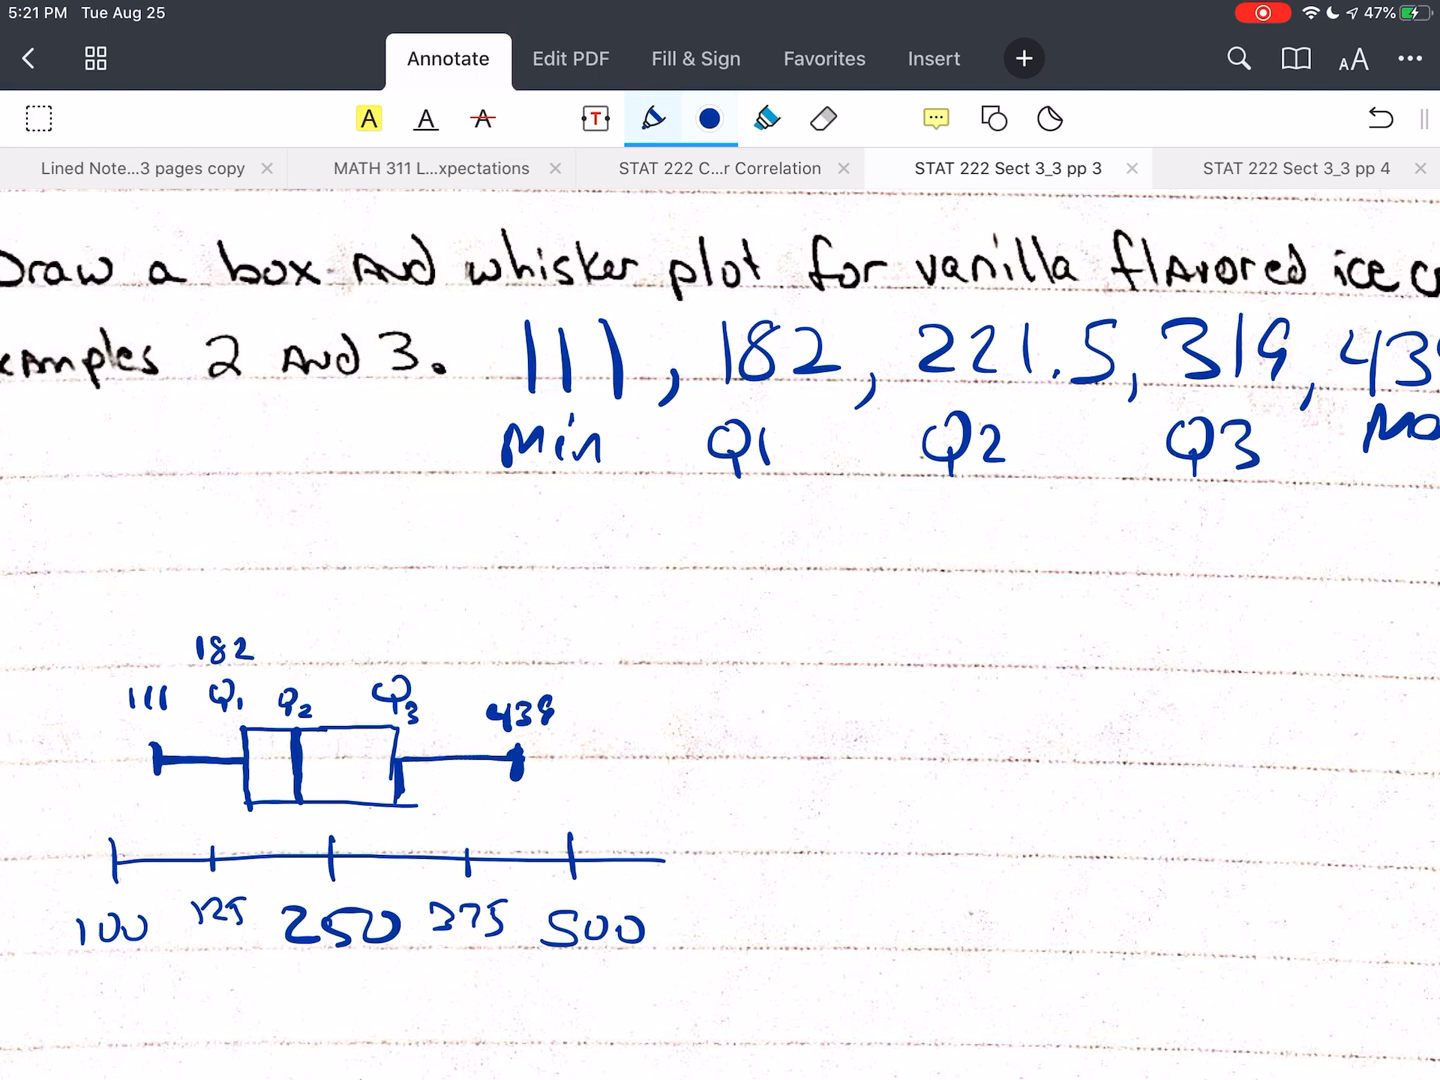 5:21 PM Tue Aug 25 47%
Annotate Edit PDF Fill & Sign Favorites Insert
Lined Note...3 pages copy MATH 311 L...xpectations STAT 222 C...r Correlation STAT 222 Sect 3_3 pp 3 STAT 222 Sect 3_3 pp 4
Draw a box and whisker plot for vanilla flavored ice c
xamples 2 and 3. 111, 182, 221.5, 319, 439
Min Q1 Q2 Q3 Ma
182
111 Q1 Q2 Q3 439
100 125 250 375 500